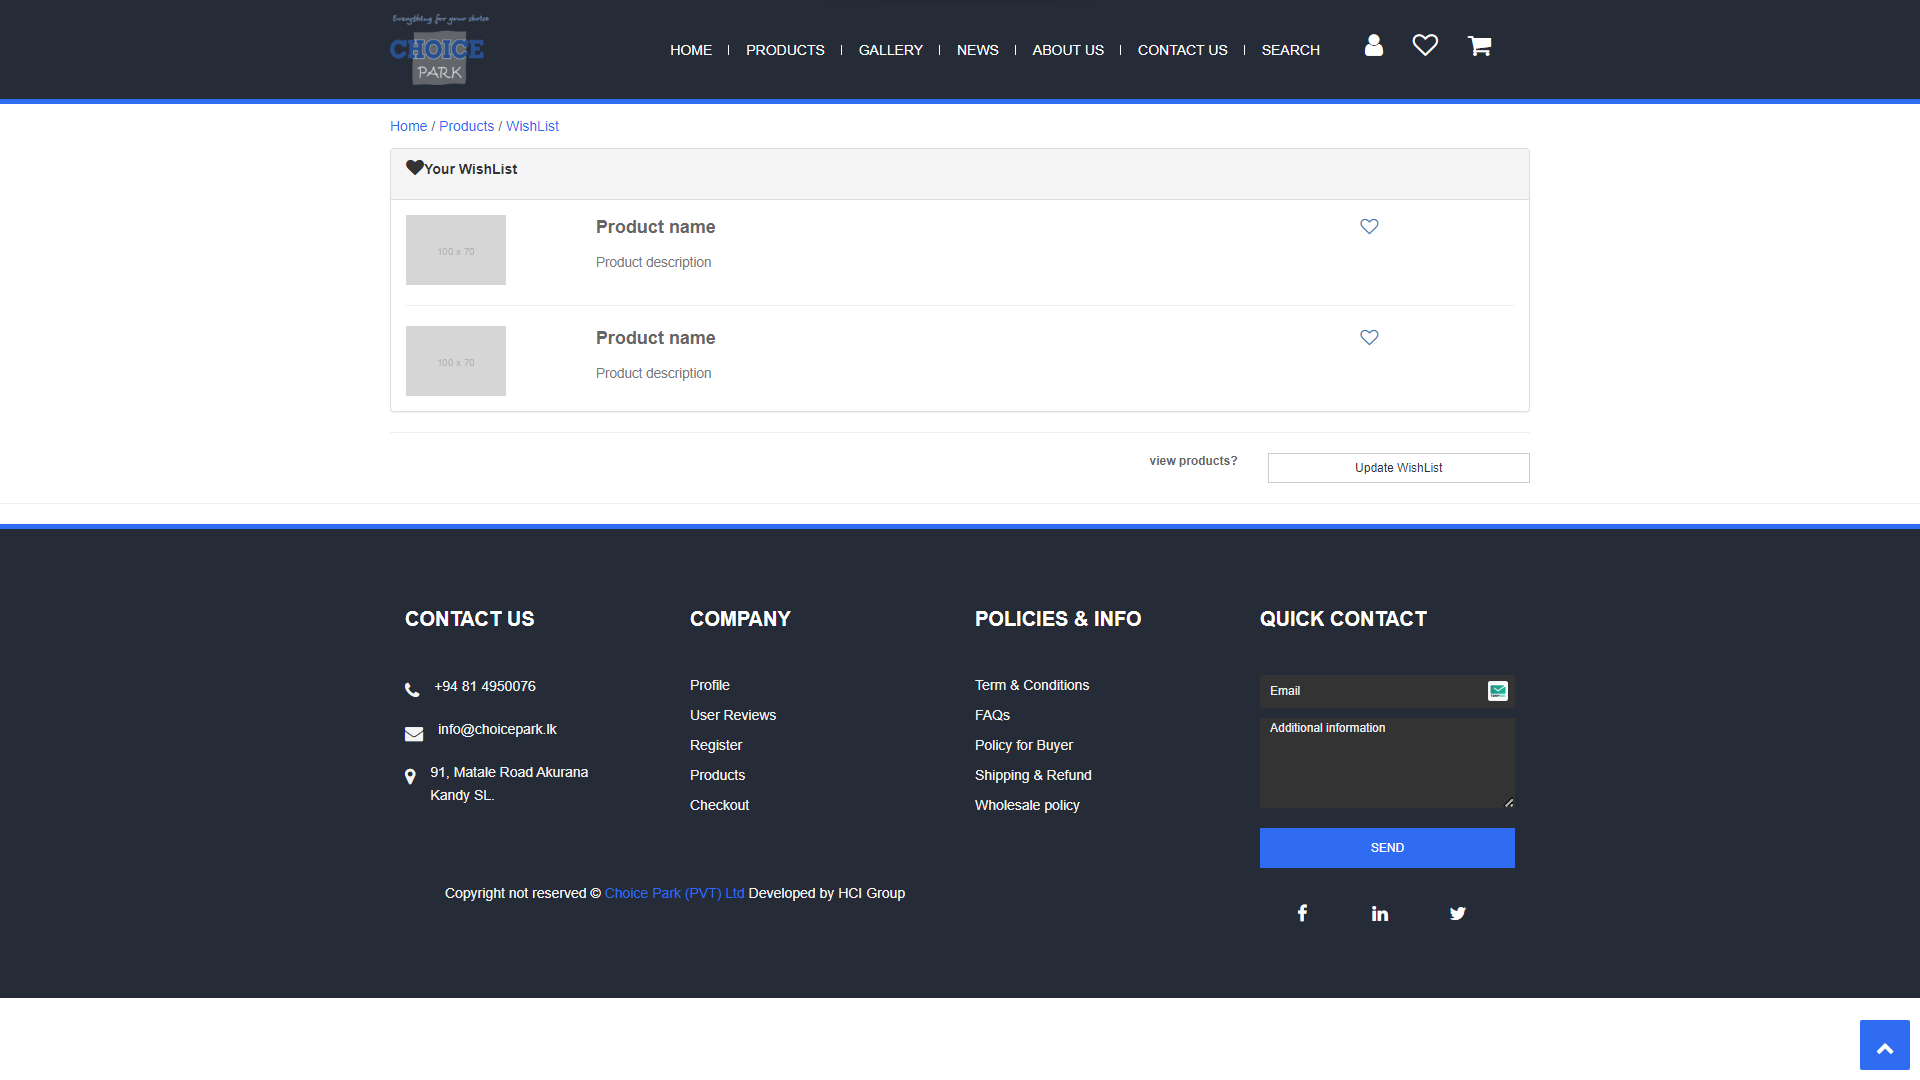 Everything for your choice
CHOICE
PARK
HOME
PRODUCTS
GALLERY
NEWS
ABOUT US
CONTACT US
SEARCH
Home / Products / WishList
Your WishList
100 x 70
Product name
Product description
100 x 70
Product name
Product description
view products?
Update WishList
CONTACT US
+94 81 4950076
info@choicepark.lk
91, Matale Road Akurana
Kandy SL.
COMPANY
Profile
User Reviews
Register
Products
Checkout
POLICIES & INFO
Term & Conditions
FAQs
Policy for Buyer
Shipping & Refund
Wholesale policy
QUICK CONTACT
Email
Additional information
SEND
Copyright not reserved © Choice Park (PVT) Ltd Developed by HCI Group